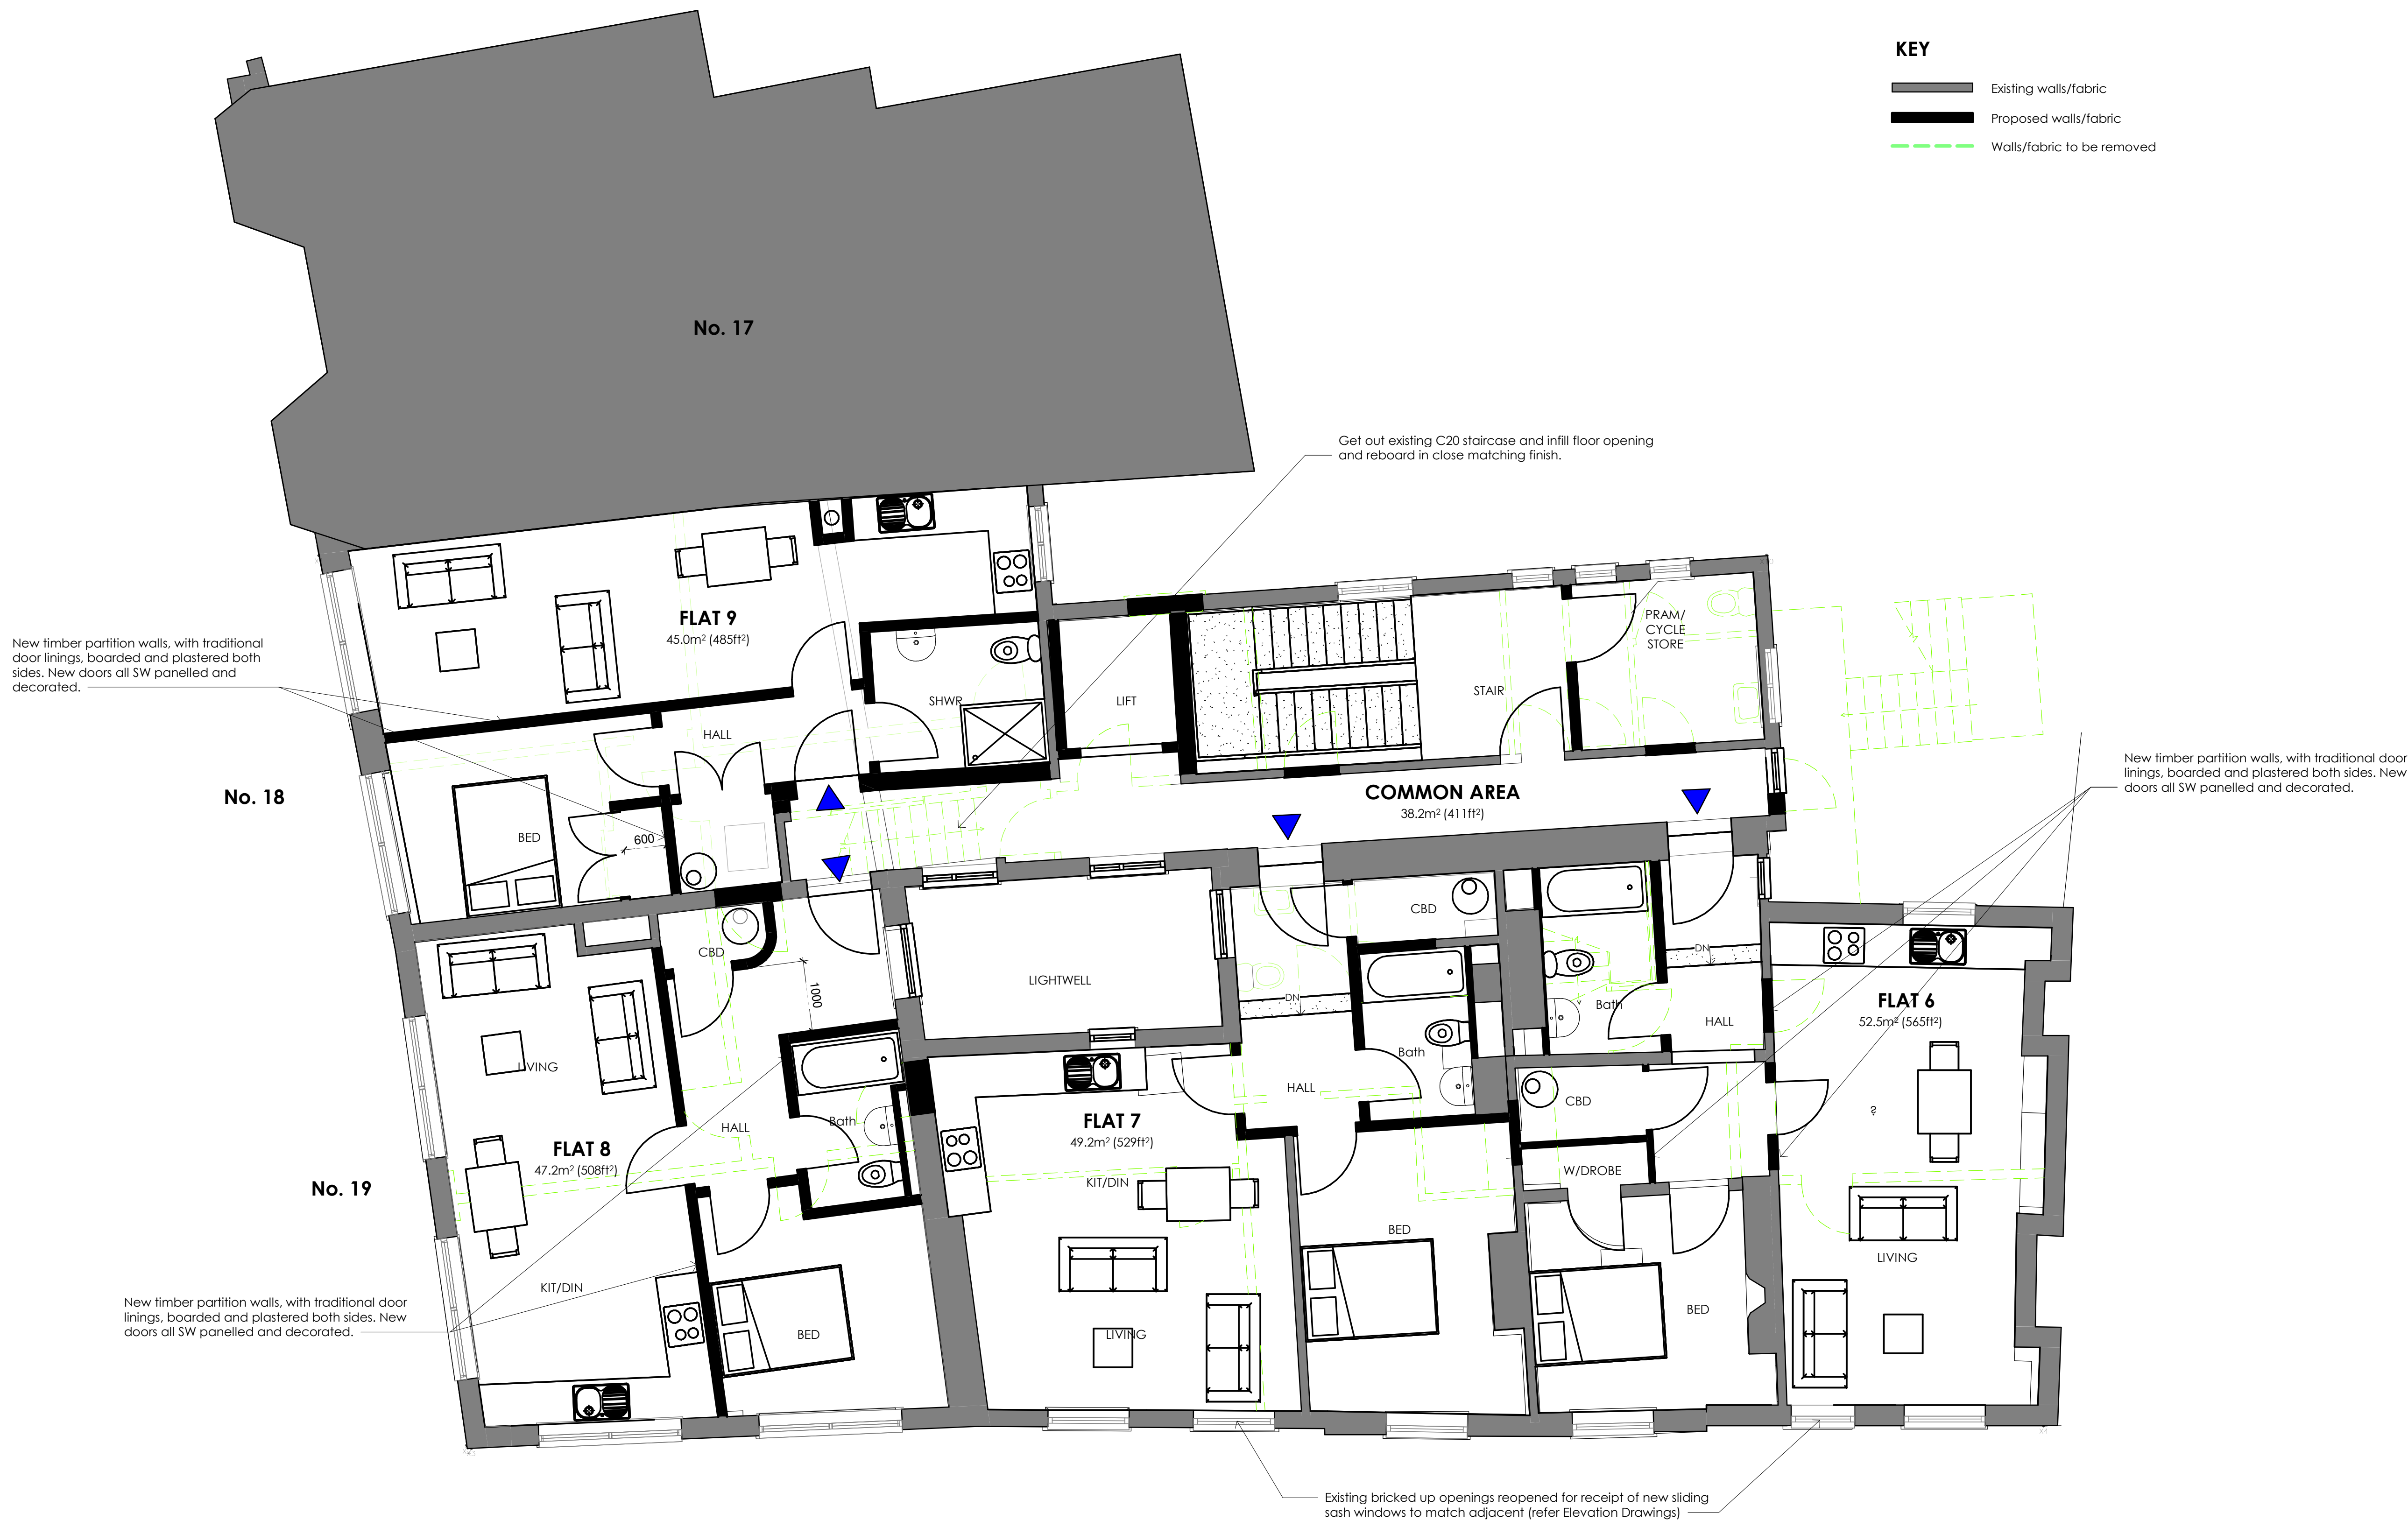 KEY
Existing walls/fabric
Proposed walls/fabric
Walls/fabric to be removed
No. 17
Get out existing C20 staircase and infill floor opening
and reboard in close matching finish.
New timber partition walls, with traditional
door linings, boarded and plastered both
sides. New doors all SW panelled and
decorated.
FLAT 9
45.0m² (485ft²)
SHWR
HALL
BED
600
No. 18
LIFT
STAIR
PRAM/
CYCLE
STORE
COMMON AREA
38.2m² (411ft²)
New timber partition walls, with traditional door
linings, boarded and plastered both sides. New
doors all SW panelled and decorated.
CBD
1000
LIVING
HALL
Bath
FLAT 8
47.2m² (508ft²)
KIT/DIN
BED
No. 19
New timber partition walls, with traditional door
linings, boarded and plastered both sides. New
doors all SW panelled and decorated.
LIGHTWELL
CBD
DN
Bath
HALL
FLAT 7
49.2m² (529ft²)
KIT/DIN
LIVING
BED
DN
Bath
HALL
CBD
W/DROBE
BED
FLAT 6
52.5m² (565ft²)
LIVING
Existing bricked up openings reopened for receipt of new sliding
sash windows to match adjacent (refer Elevation Drawings)